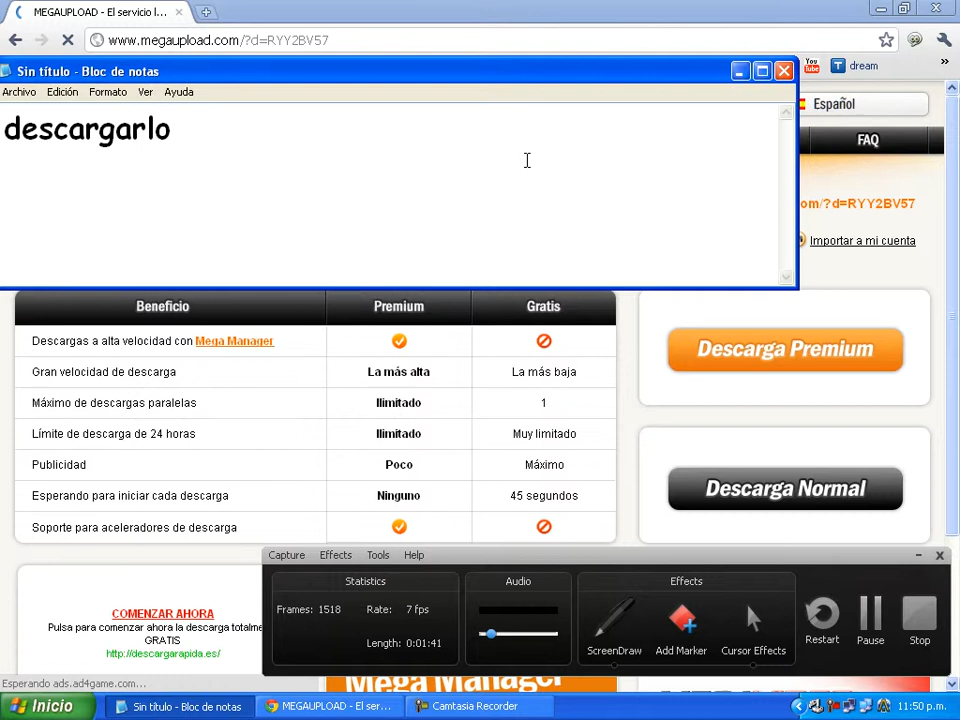 MEGAUPLOAD - El servicio l...
www.megaupload.com/?d=RYY2BV57
Sin título - Bloc de notas
You Tube
T dream
»
Archivo Edición Formato Ver Ayuda
Español
descargarlo
FAQ
om/?d=RYY2BV57
Importar a mi cuenta
Beneficio Premium Gratis
Descargas a alta velocidad con Mega Manager
Gran velocidad de descarga La más alta La más baja
Máximo de descargas paralelas Ilimitado 1
Límite de descarga de 24 horas Ilimitado Muy limitado
Publicidad Poco Máximo
Esperando para iniciar cada descarga Ninguno 45 segundos
Soporte para aceleradores de descarga
Descarga Premium
Descarga Normal
COMENZAR AHORA
Pulsa para comenzar ahora la descarga totalme
GRATIS
http://descargarapida.es/
Capture Effects Tools Help
Statistics Audio Effects
Frames: 1518 Rate: 7 fps
Length: 0:01:41
ScreenDraw Add Marker Cursor Effects
Restart Pause Stop
Esperando ads.ad4game.com...
Mega Manager
Inicio
Sin título - Bloc de notas
MEGAUPLOAD - El ser...
Camtasia Recorder
11:50 p.m.